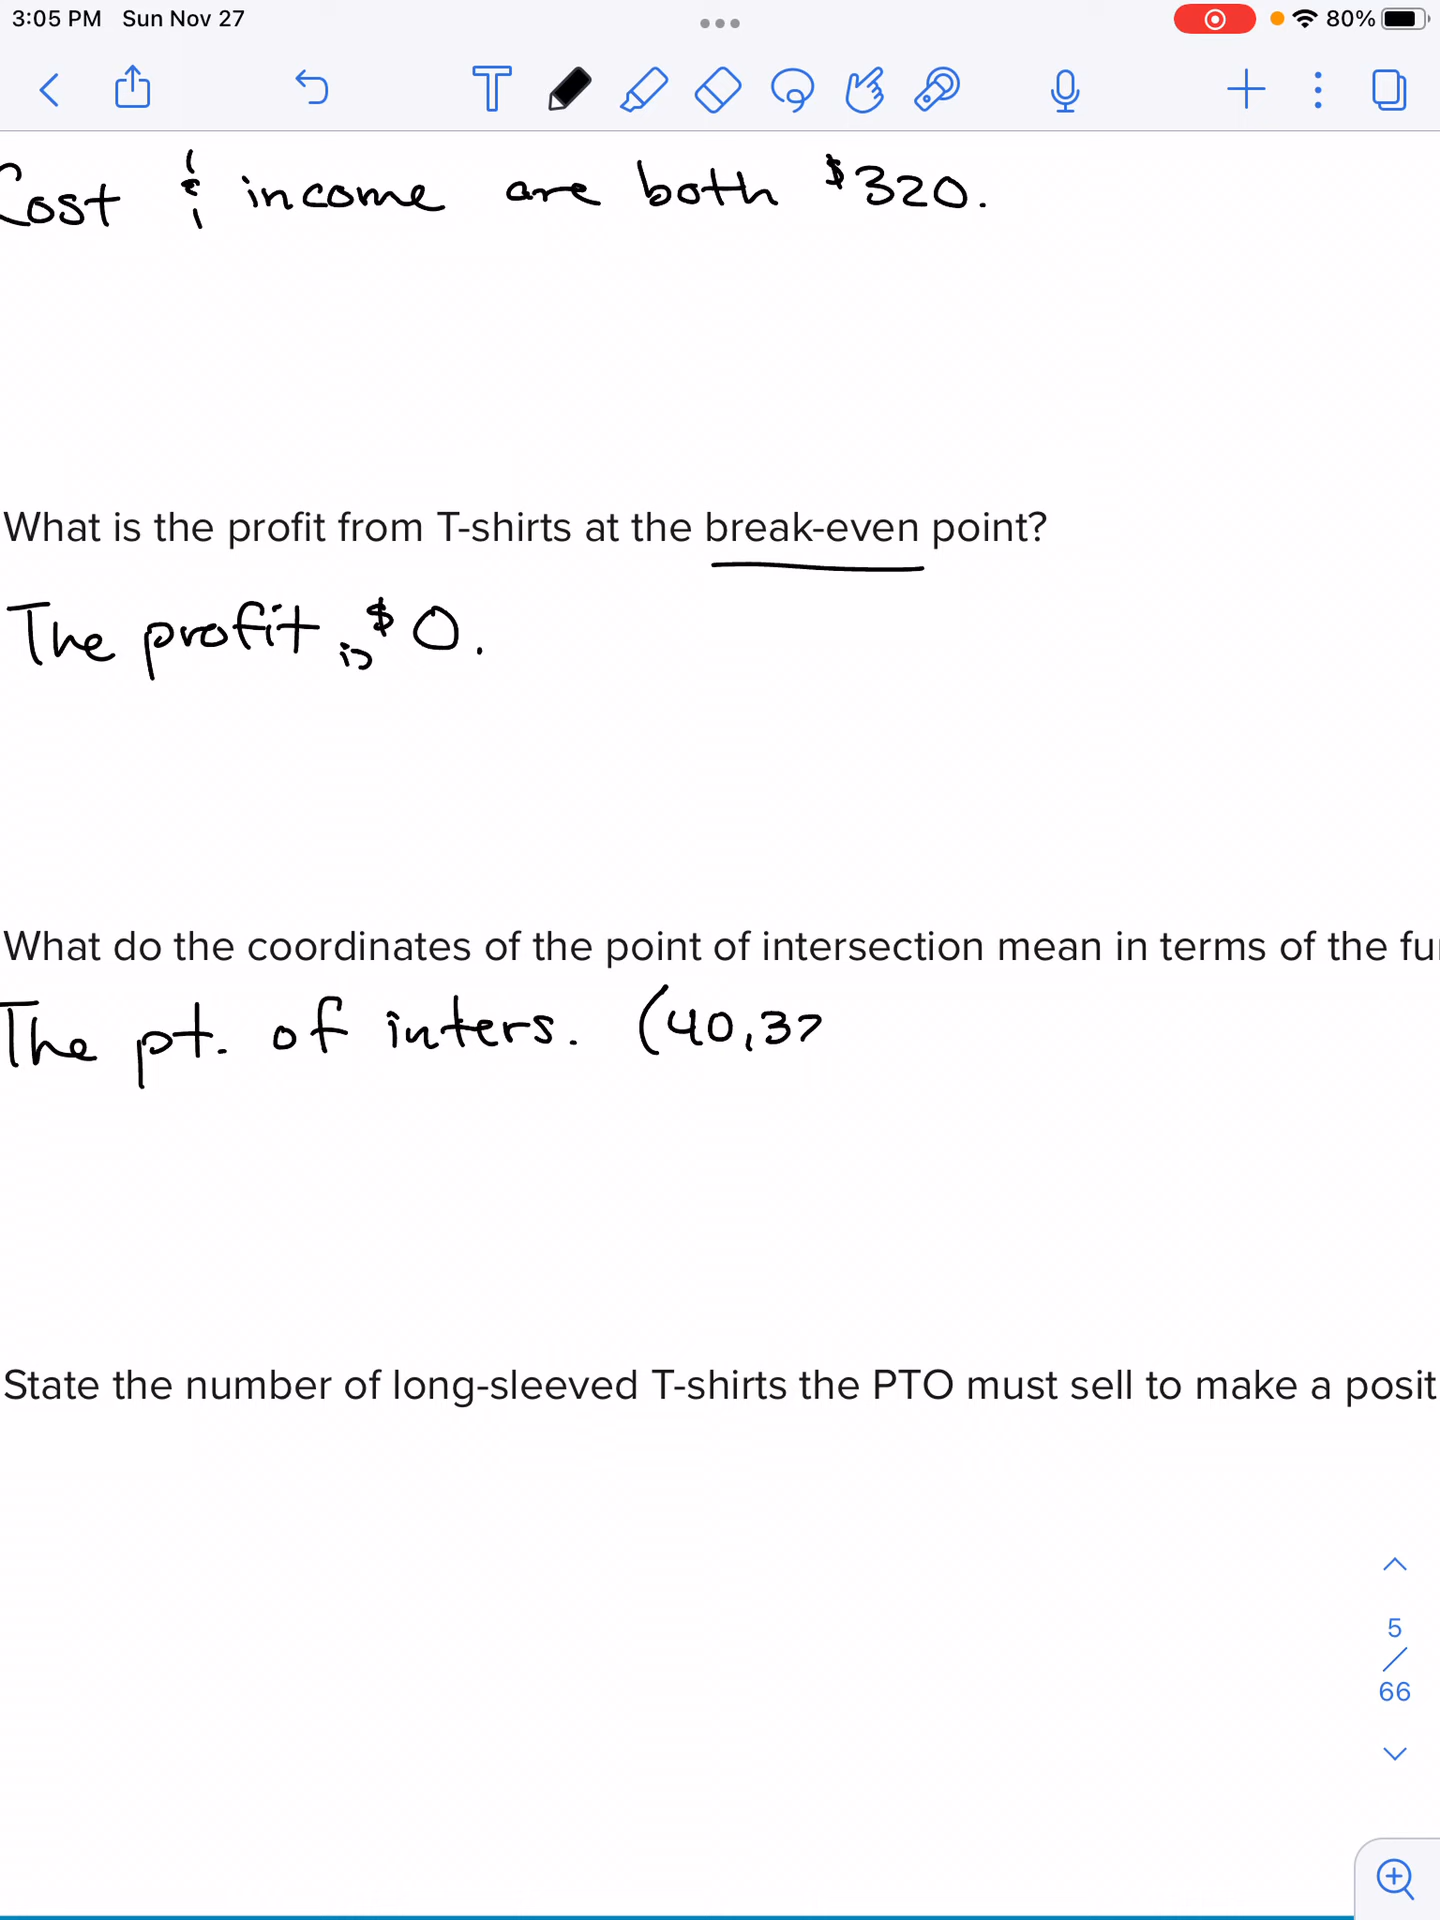 3:05 PM Sun Nov 27
80%
Cost & income are both $320.
What is the profit from T-shirts at the break-even point?
The profit is $0.
What do the coordinates of the point of intersection mean in terms of the fu
The pt. of inters. (40,32
State the number of long-sleeved T-shirts the PTO must sell to make a posit
5
/
66